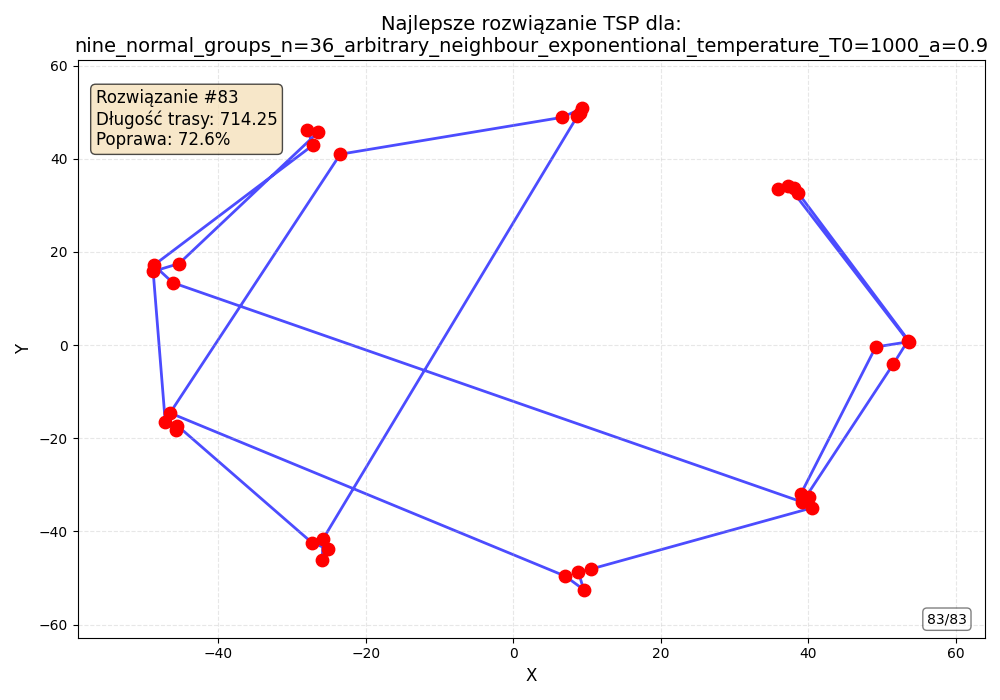 Najlepsze rozwiązanie TSP dla:
nine_normal_groups_n=36_arbitrary_neighbour_exponential_temperature_T0=1000_a=0.9
Rozwiązanie #83
Długość trasy: 714.25
Poprawa: 72.6%
60
40
20
0
−20
−40
−60
Y
83/83
−40 −20 0 20 40 60
X